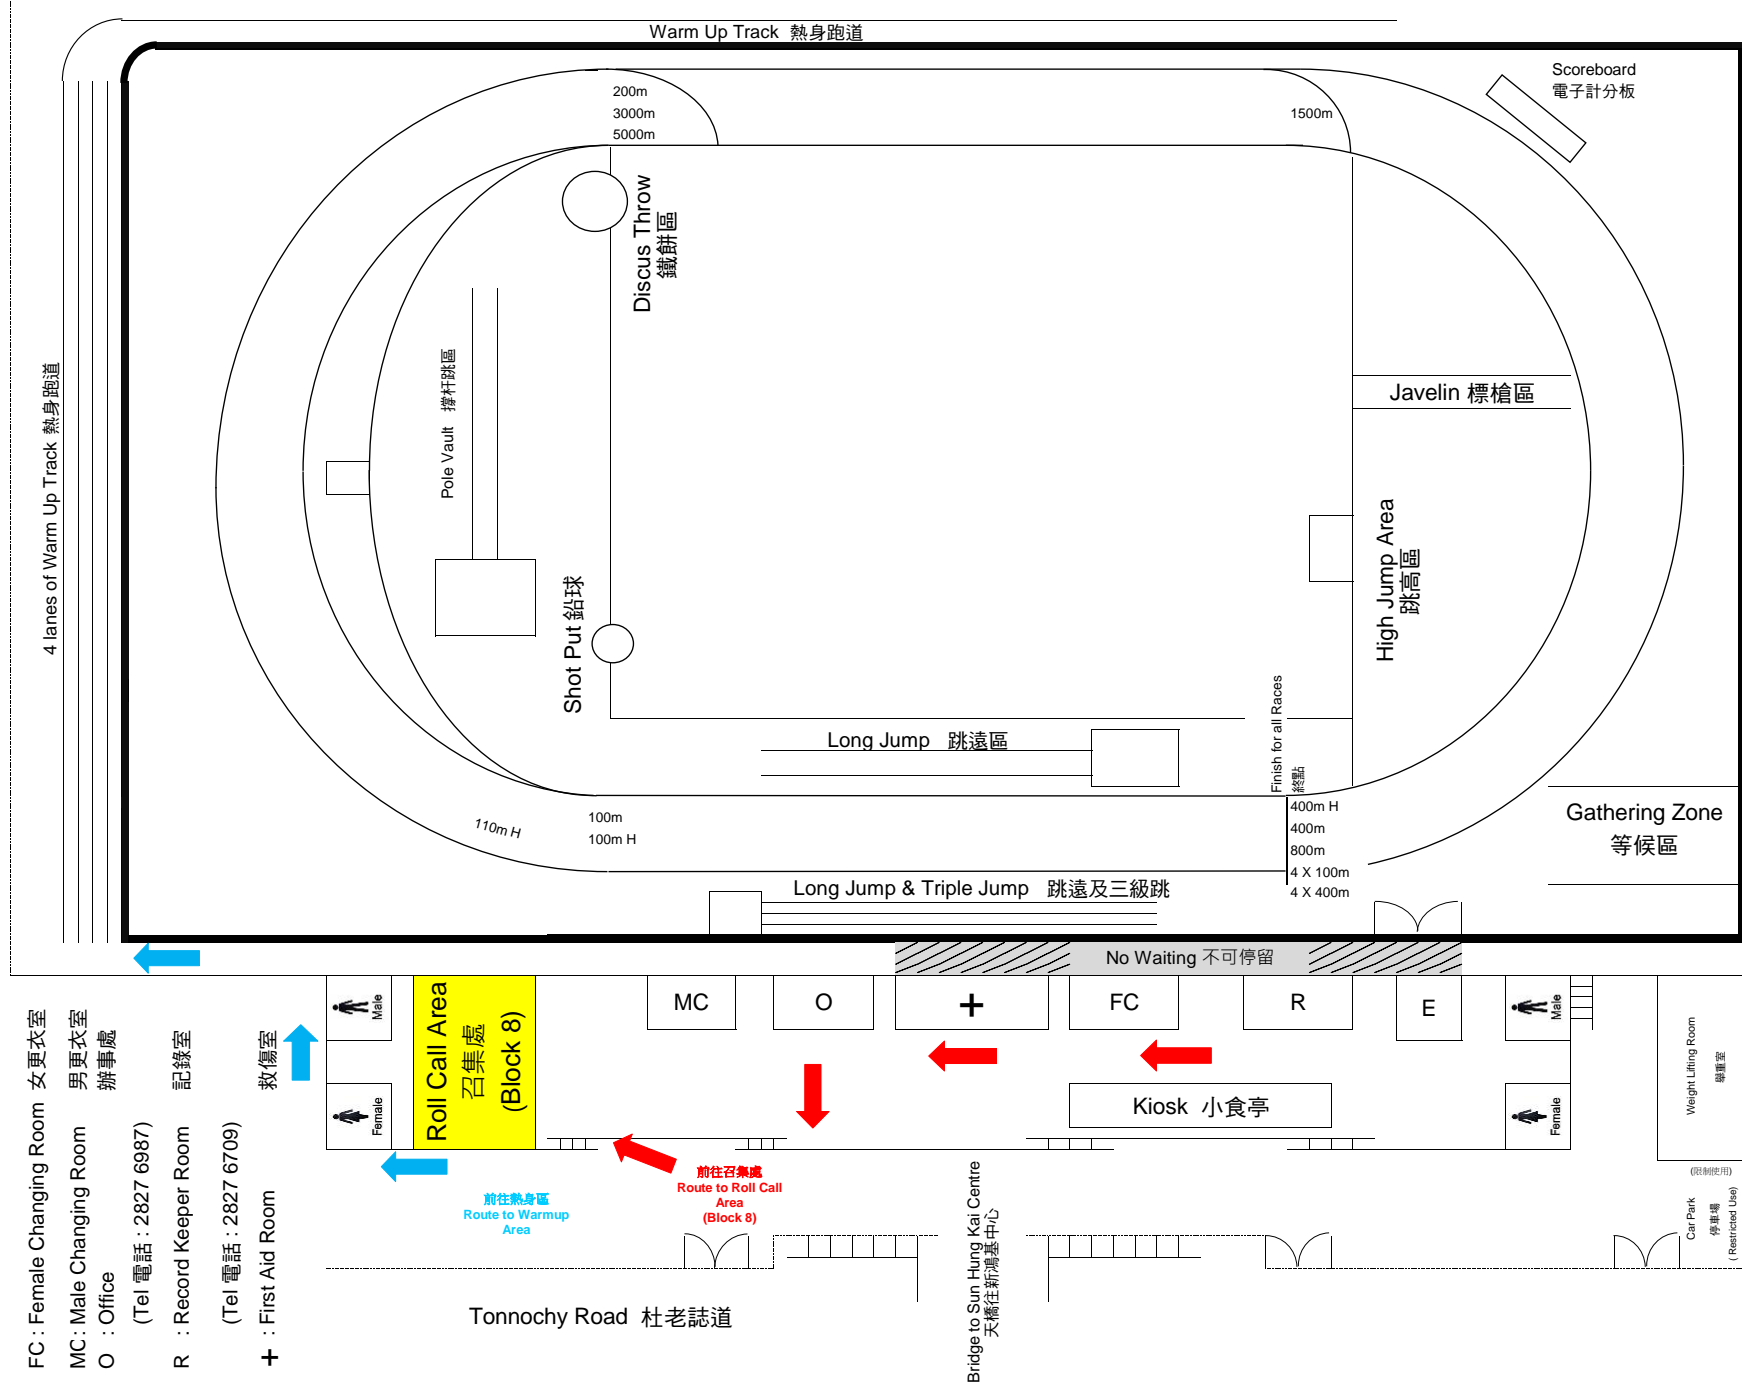 Warm Up Track 熱身跑道
Scoreboard
電子計分板
200m
3000m
5000m
1500m
Discus Throw
鐵餅區
4 lanes of Warm Up Track 熱身跑道
Pole Vault 撐杆跳區
Javelin 標槍區
High Jump Area
跳高區
Shot Put 鉛球
Finish for all Races
終點
Long Jump 跳遠區
400m H
400m
800m
4 X 100m
4 X 400m
Gathering Zone
等候區
110m H
100m
100m H
Long Jump & Triple Jump 跳遠及三級跳
No Waiting 不可停留
Male
Female
Roll Call Area
召集處
(Block 8)
MC
O
+
FC
R
E
Male
Female
Kiosk 小食亭
Weight Lifting Room
舉重室
(限制使用)
Car Park
停車場
( Restricted Use)
前往召集處
Route to Roll Call
Area
(Block 8)
前往熱身區
Route to Warmup
Area
Bridge to Sun Hung Kai Centre
天橋往新鴻基中心
Tonnochy Road 杜老誌道
FC : Female Changing Room 女更衣室
MC : Male Changing Room 男更衣室
O : Office 辦事處
(Tel 電話 : 2827 6987)
R : Record Keeper Room 記錄室
(Tel 電話 : 2827 6709)
+ : First Aid Room 救傷室